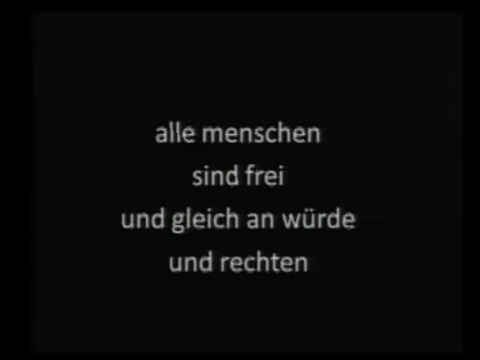 alle menschen
sind frei
und gleich an würde
und rechten